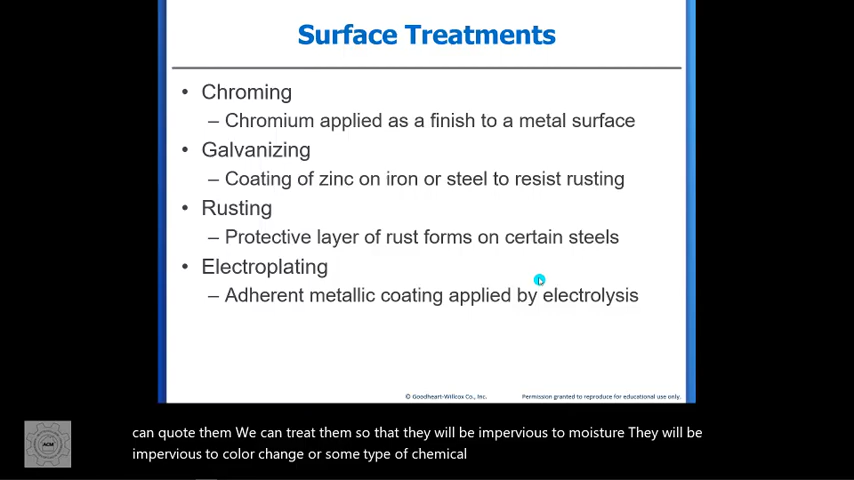 Surface Treatments
• Chroming
– Chromium applied as a finish to a metal surface
• Galvanizing
– Coating of zinc on iron or steel to resist rusting
• Rusting
– Protective layer of rust forms on certain steels
• Electroplating
– Adherent metallic coating applied by electrolysis
© Goodheart-Willcox Co., Inc. Permission granted to reproduce for educational use only.
can quote them We can treat them so that they will be impervious to moisture They will be
ACM
impervious to color change or some type of chemical